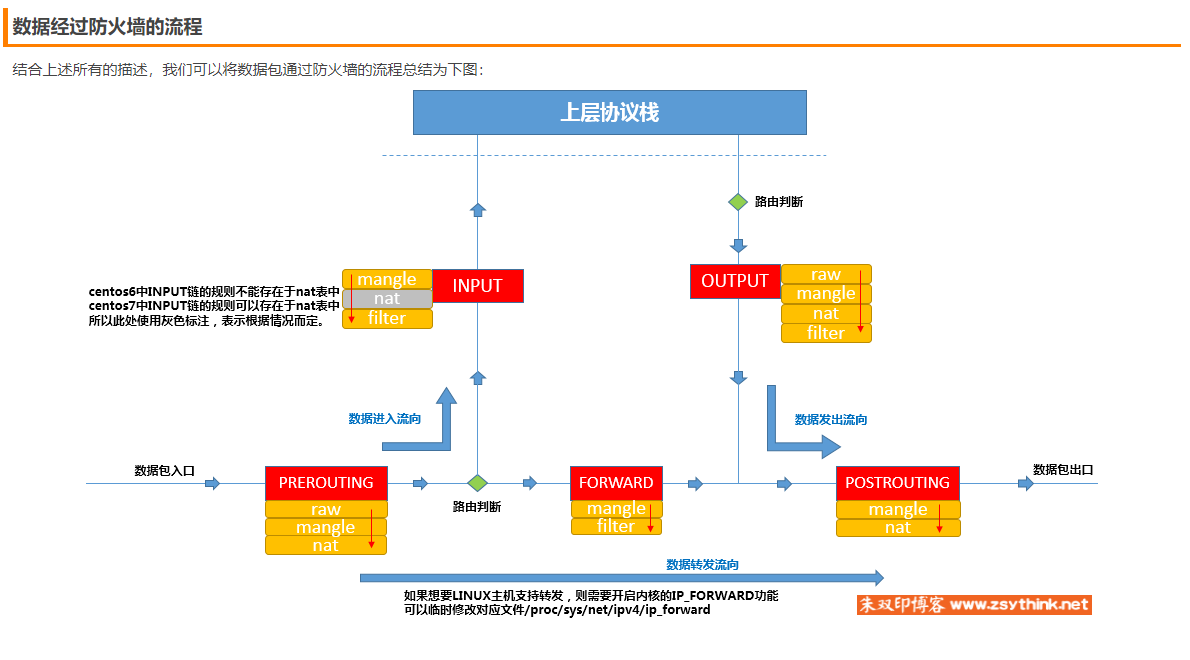 数据经过防火墙的流程
结合上述所有的描述，我们可以将数据包通过防火墙的流程总结为下图：
上层协议栈
路由判断
mangle
nat
filter
INPUT
OUTPUT
raw
mangle
nat
filter
centos6中INPUT链的规则不能存在于nat表中
centos7中INPUT链的规则可以存在于nat表中
所以此处使用灰色标注，表示根据情况而定。
数据进入流向
数据发出流向
数据包入口
数据包出口
PREROUTING
raw
mangle
nat
路由判断
FORWARD
mangle
filter
POSTROUTING
mangle
nat
数据转发流向
如果想要LINUX主机支持转发，则需要开启内核的IP_FORWARD功能
可以临时修改对应文件/proc/sys/net/ipv4/ip_forward
朱双印博客 www.zsythink.net